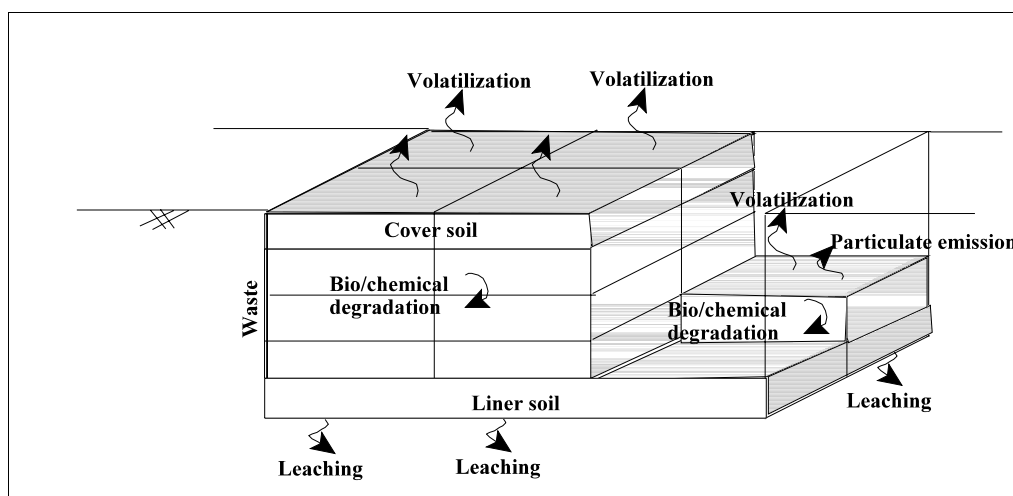 Volatilization
Volatilization
Volatilization
Cover soil
Particulate emission
Waste
Bio/chemical
degradation
Bio/chemical
degradation
Liner soil
Leaching
Leaching
Leaching